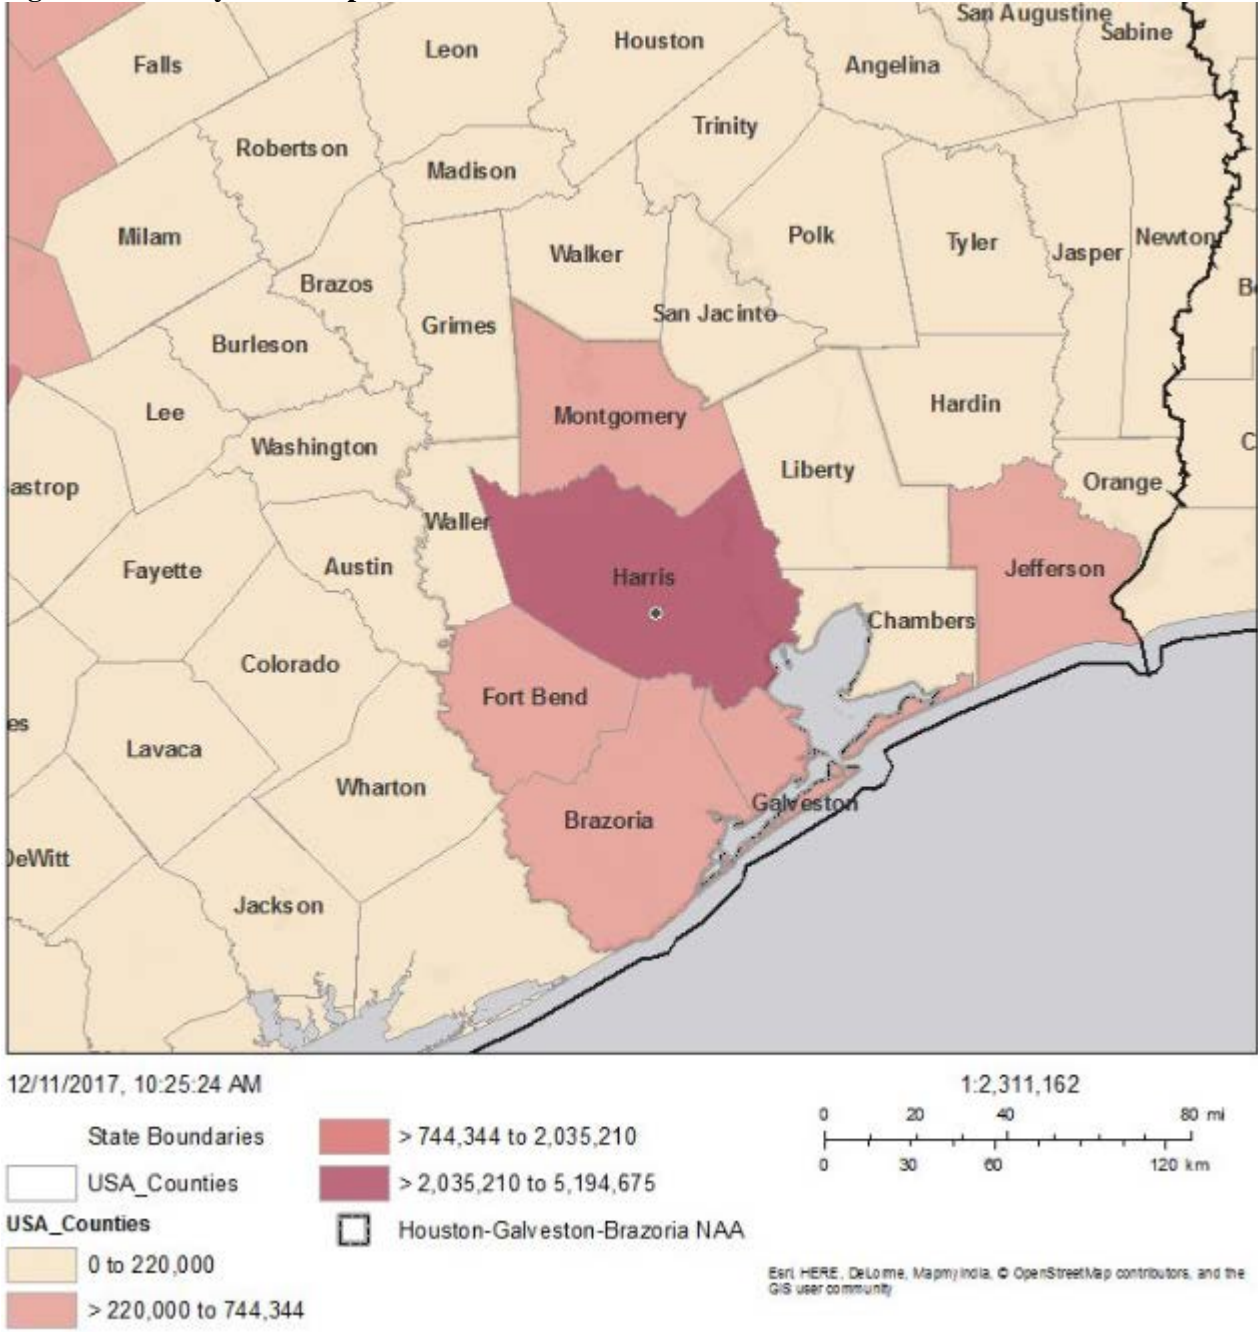 San Augustine
Sabine
Houston
Leon
Falls
Angelina
Trinity
Robertson
Madison
Milam
Walker
Polk
Tyler
Jasper
Newton
Brazos
Grimes
San Jacinto
Burleson
Lee
Washington
Montgomery
Hardin
Liberty
Orange
astrop
Waller
Fayette
Austin
Harris
Jefferson
Chambers
Colorado
Fort Bend
es
Lavaca
Wharton
Brazoria
Galveston
DeWitt
Jackson
12/11/2017, 10:25:24 AM
1:2,311,162
0 20 40 80 mi
0 30 60 120 km
State Boundaries
USA_Counties
USA_Counties
0 to 220,000
> 220,000 to 744,344
> 744,344 to 2,035,210
> 2,035,210 to 5,194,675
Houston-Galveston-Brazoria NAA
Esri, HERE, DeLorme, MapmyIndia, © OpenStreetMap contributors, and the
GIS user community